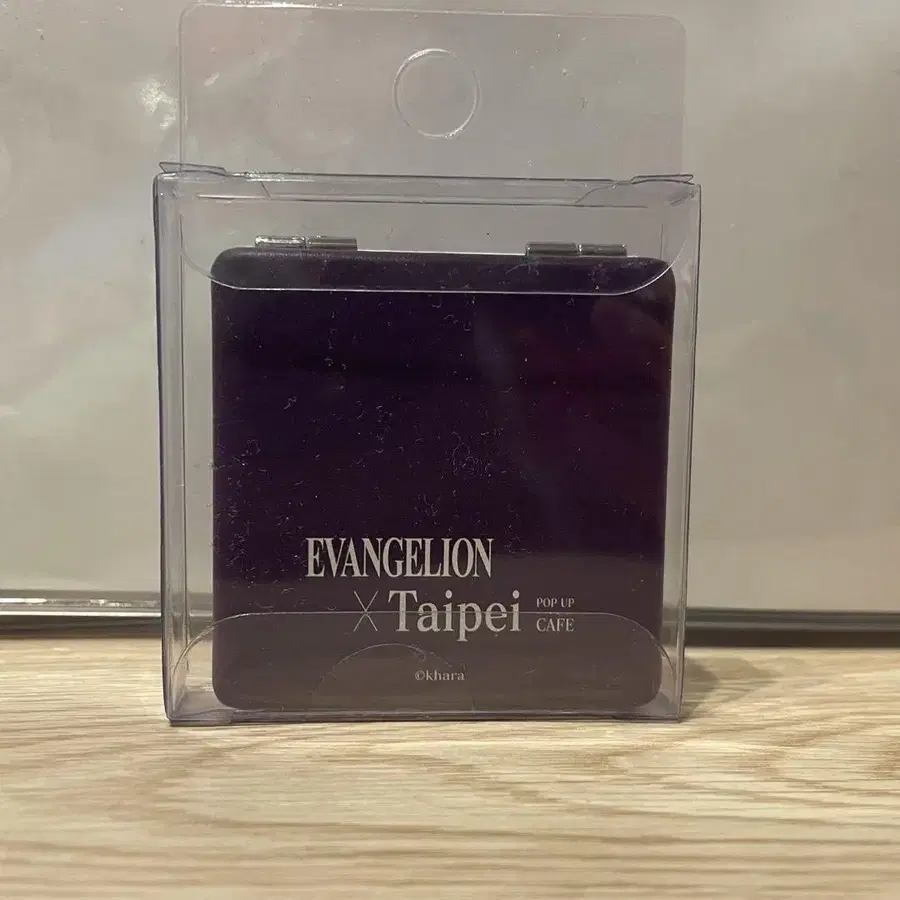 EVANGELION
X Taipei POP UP CAFE
©khara